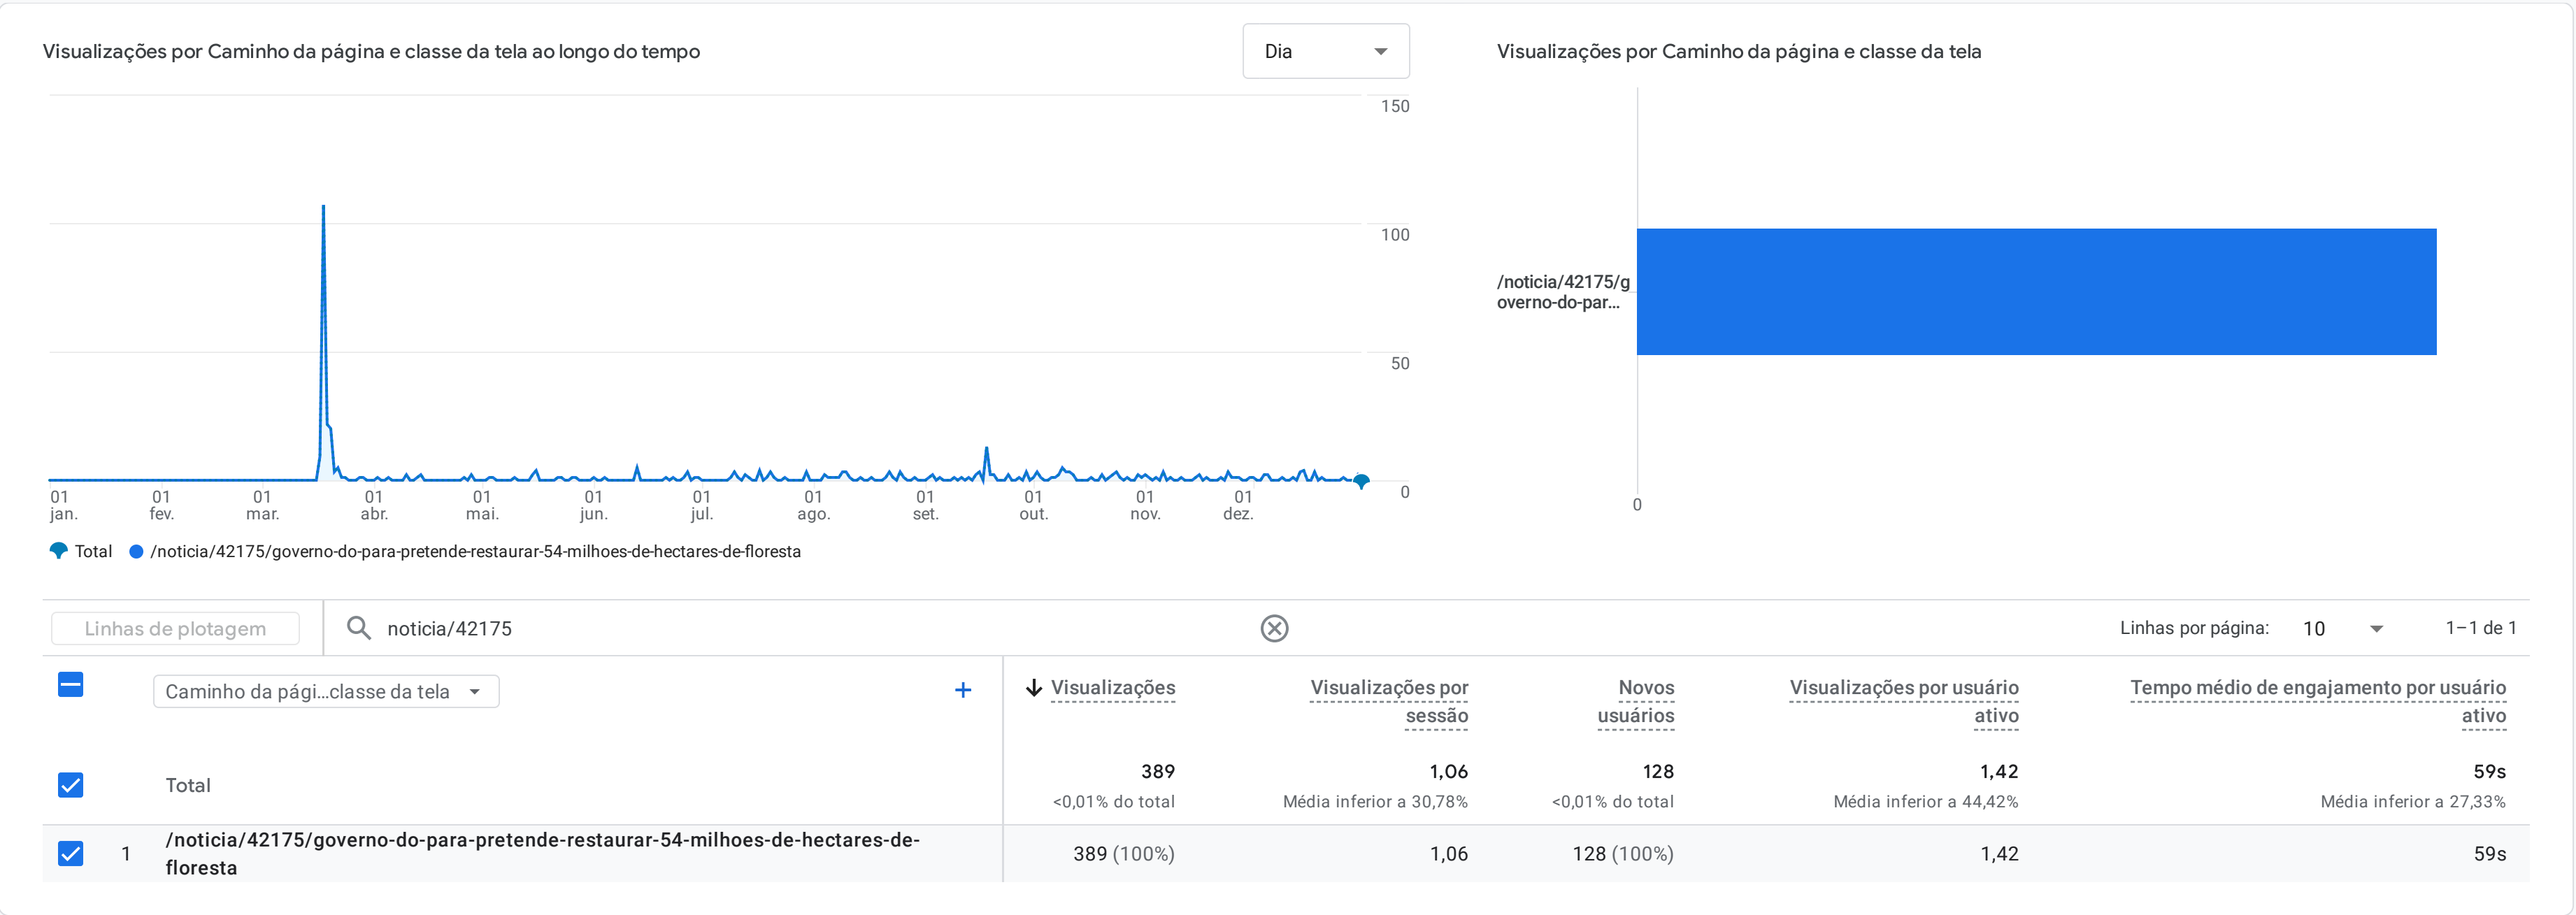 Visualizações por Caminho da página e classe da tela ao longo do tempo
Dia
150
100
50
0
01 jan.
01 fev.
01 mar.
01 abr.
01 mai.
01 jun.
01 jul.
01 ago.
01 set.
01 out.
01 nov.
01 dez.
Total
/noticia/42175/governo-do-para-pretende-restaurar-54-milhoes-de-hectares-de-floresta
Visualizações por Caminho da página e classe da tela
/noticia/42175/g
overno-do-par...
0
Linhas de plotagem
noticia/42175
Linhas por página: 10
1–1 de 1
Caminho da pági...classe da tela
+
Visualizações
Visualizações por
sessão
Novos
usuários
Visualizações por usuário
ativo
Tempo médio de engajamento por usuário
ativo
Total
389
<0,01% do total
1,06
Média inferior a 30,78%
128
<0,01% do total
1,42
Média inferior a 44,42%
59s
Média inferior a 27,33%
1
/noticia/42175/governo-do-para-pretende-restaurar-54-milhoes-de-hectares-de-
floresta
389 (100%)
1,06
128 (100%)
1,42
59s